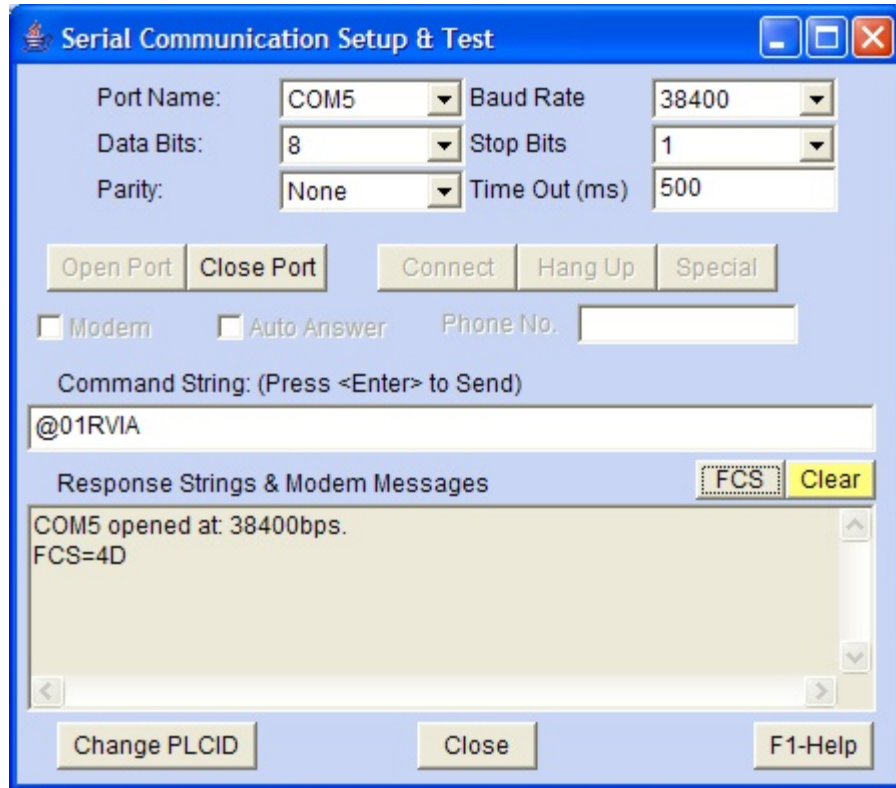 Serial Communication Setup & Test
Port Name: COM5 Baud Rate 38400
Data Bits: 8 Stop Bits 1
Parity: None Time Out (ms) 500
Open Port Close Port Connect Hang Up Special
Modem Auto Answer Phone No.
Command String: (Press <Enter> to Send)
@01RVIA
Response Strings & Modem Messages FCS Clear
COM5 opened at: 38400bps.
FCS=4D
Change PLCID Close F1-Help